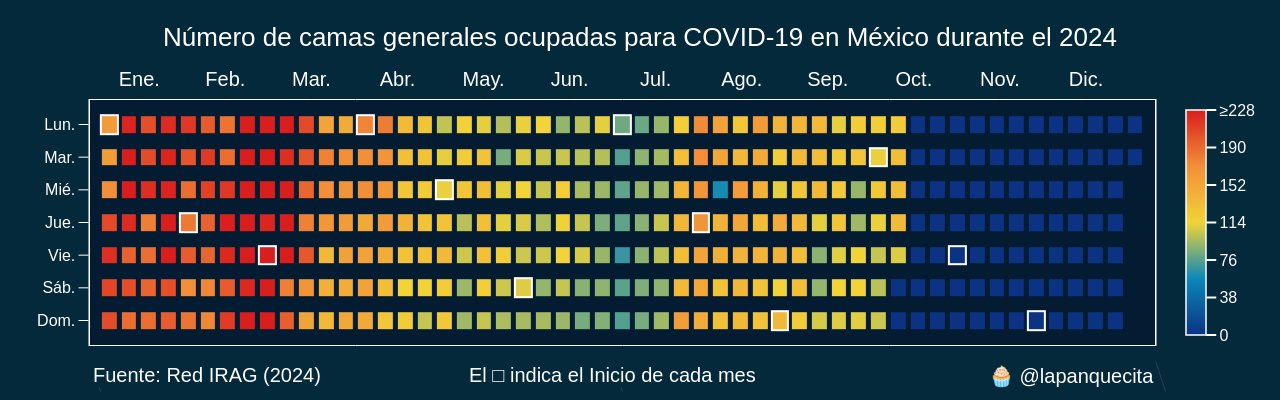 Número de camas generales ocupadas para COVID-19 en México durante el 2024
Ene. Feb. Mar. Abr. May. Jun. Jul. Ago. Sep. Oct. Nov. Dic.
Lun.
Mar.
Mié.
Jue.
Vie.
Sáb.
Dom.
≥228
190
152
114
76
38
0
Fuente: Red IRAG (2024)
El □ indica el Inicio de cada mes
🧁 @lapanquecita